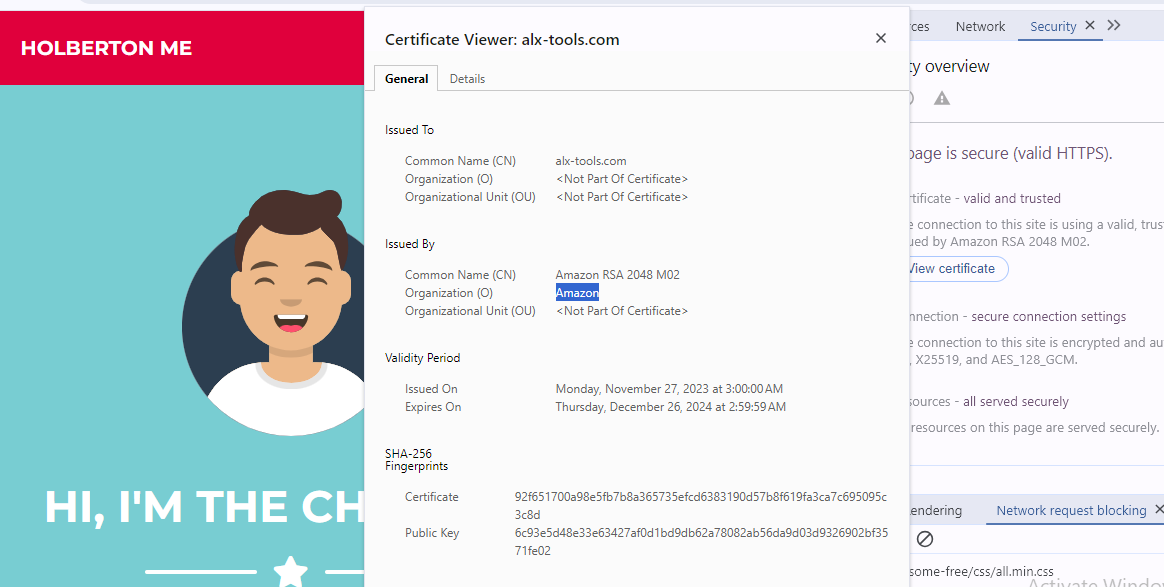 HOLBERTON ME
HI, I'M THE CH
Certificate Viewer: alx-tools.com
General Details
Issued To
Common Name (CN) alx-tools.com
Organization (O) <Not Part Of Certificate>
Organizational Unit (OU) <Not Part Of Certificate>
Issued By
Common Name (CN) Amazon RSA 2048 M02
Organization (O) Amazon
Organizational Unit (OU) <Not Part Of Certificate>
Validity Period
Issued On Monday, November 27, 2023 at 3:00:00 AM
Expires On Thursday, December 26, 2024 at 2:59:59 AM
SHA-256
Fingerprints
Certificate 92f651700a98e5fb7b8a365735efcd6383190d57b8f619fa3ca7c695095c
3c8d
Public Key 6c93e5d48e33e63427af0d1bd9db62a78082ab56da9d03d9326902bf35
71fe02
ces Network Security
ty overview
page is secure (valid HTTPS).
rtificate - valid and trusted
e connection to this site is using a valid, trus
ued by Amazon RSA 2048 M02.
View certificate
nnection - secure connection settings
e connection to this site is encrypted and au
, X25519, and AES_128_GCM.
sources - all served securely
resources on this page are served securely.
endering Network request blocking
some-free/css/all.min.css
Activate Windo